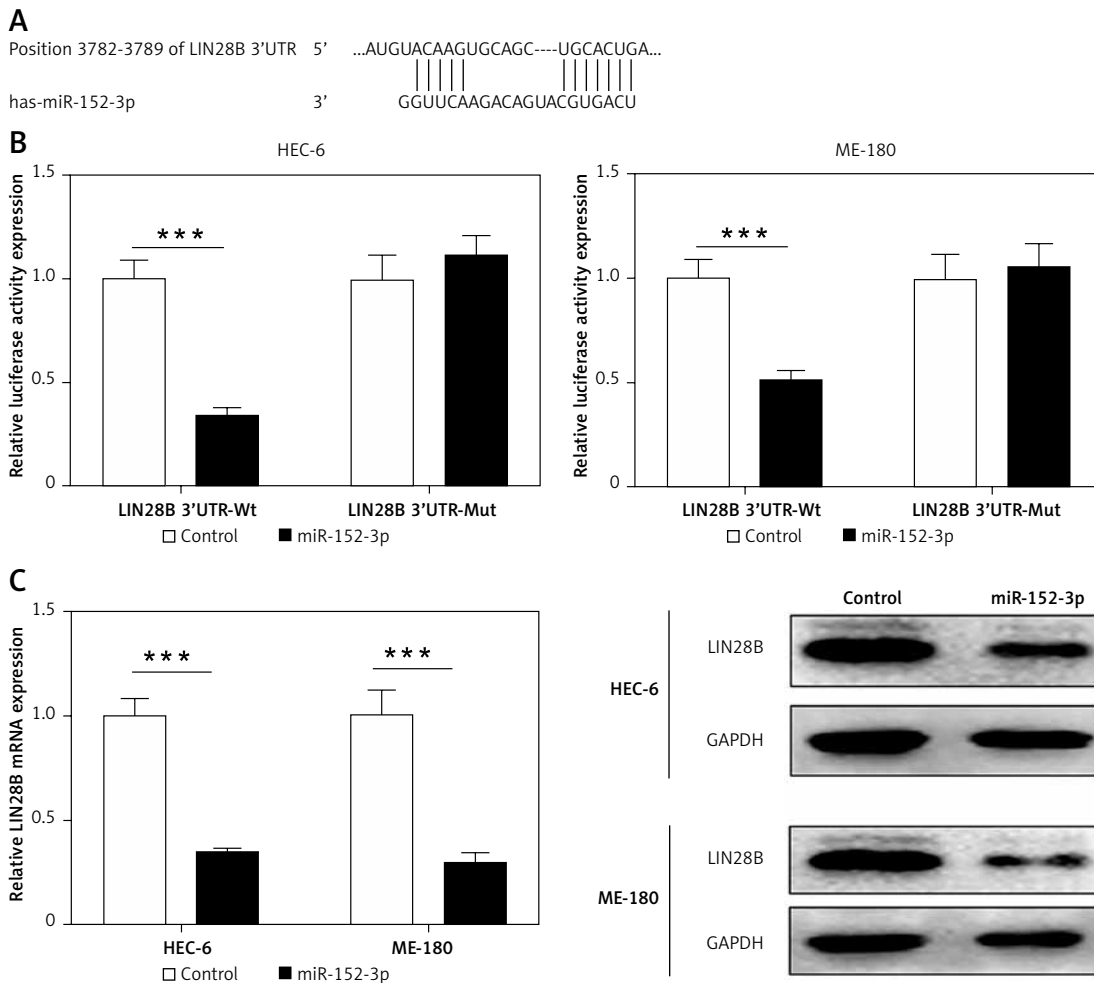 A
Position 3782-3789 of LIN28B 3’UTR 5’ ...AUGUACAAGUGCAGC----UGCACUGA...
has-miR-152-3p 3’ GGUUCAAGACAGUACGUGACU
B
HEC-6
Relative luciferase activity expression
1.5
1.0
0.5
0
***
LIN28B 3’UTR-Wt LIN28B 3’UTR-Mut
Control miR-152-3p
ME-180
Relative luciferase activity expression
1.5
1.0
0.5
0
***
LIN28B 3’UTR-Wt LIN28B 3’UTR-Mut
Control miR-152-3p
C
Relative LIN28B mRNA expression
1.5
1.0
0.5
0
*** ***
HEC-6 ME-180
Control miR-152-3p
Control miR-152-3p
HEC-6
LIN28B
GAPDH
ME-180
LIN28B
GAPDH